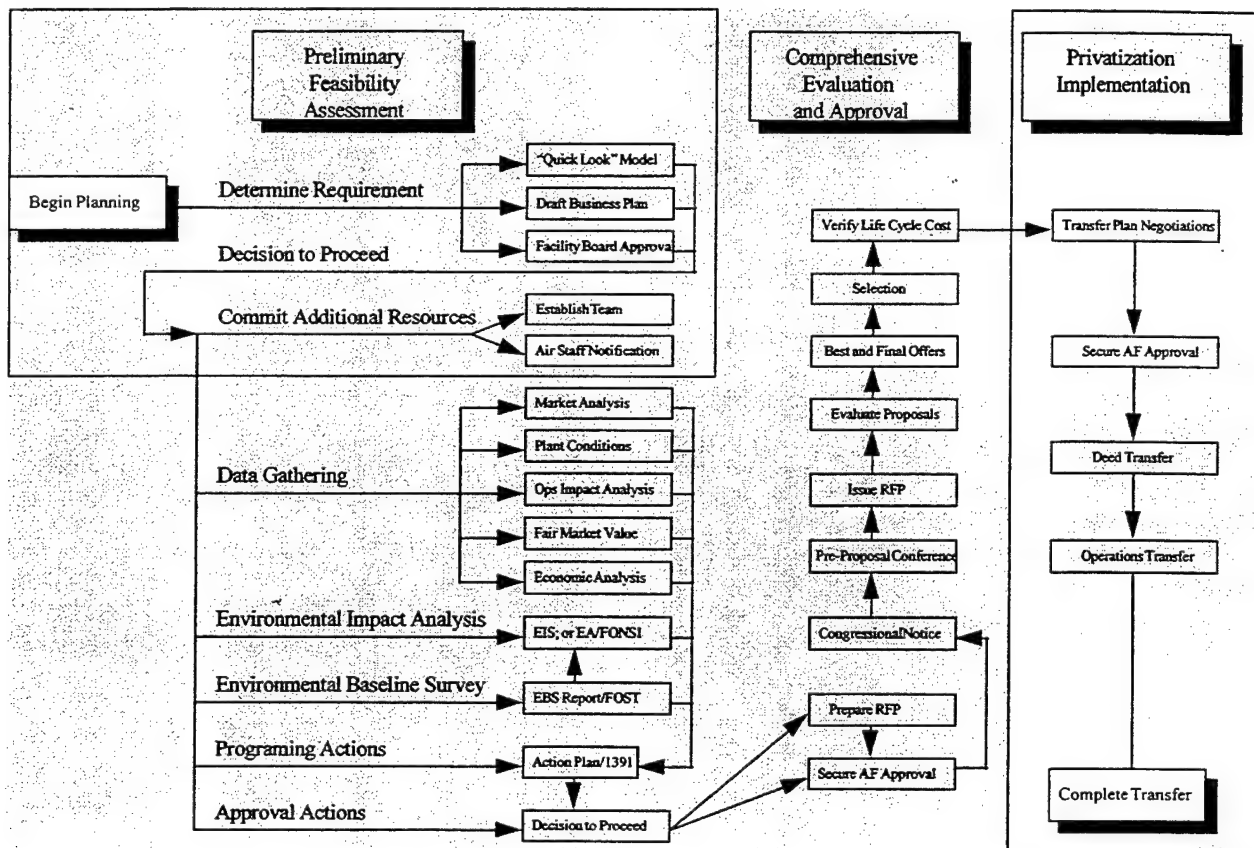 Preliminary
Feasibility
Assessment
Comprehensive
Evaluation
and Approval
Privatization
Implementation
Begin Planning
Determine Requirement
"Quick Look" Model
Draft Business Plan
Facility Board Approva
Decision to Proceed
Commit Additional Resources
Establish Team
Air Staff Notification
Data Gathering
Market Analysis
Plant Conditions
Ops Impact Analysis
Fair Market Value
Economic Analysis
Environmental Impact Analysis
EIS; or EA/FONSI
Environmental Baseline Survey
EBS Report/FOST
Programing Actions
Action Plan/1391
Approval Actions
Decision to Proceed
Verify Life Cycle Cost
Selection
Best and Final Offers
Evaluate Proposals
Issue RFP
Pre-Proposal Conference
Congressional Notice
Prepare RFP
Secure AF Approval
Transfer Plan Negotiations
Secure AF Approval
Deed Transfer
Operations Transfer
Complete Transfer